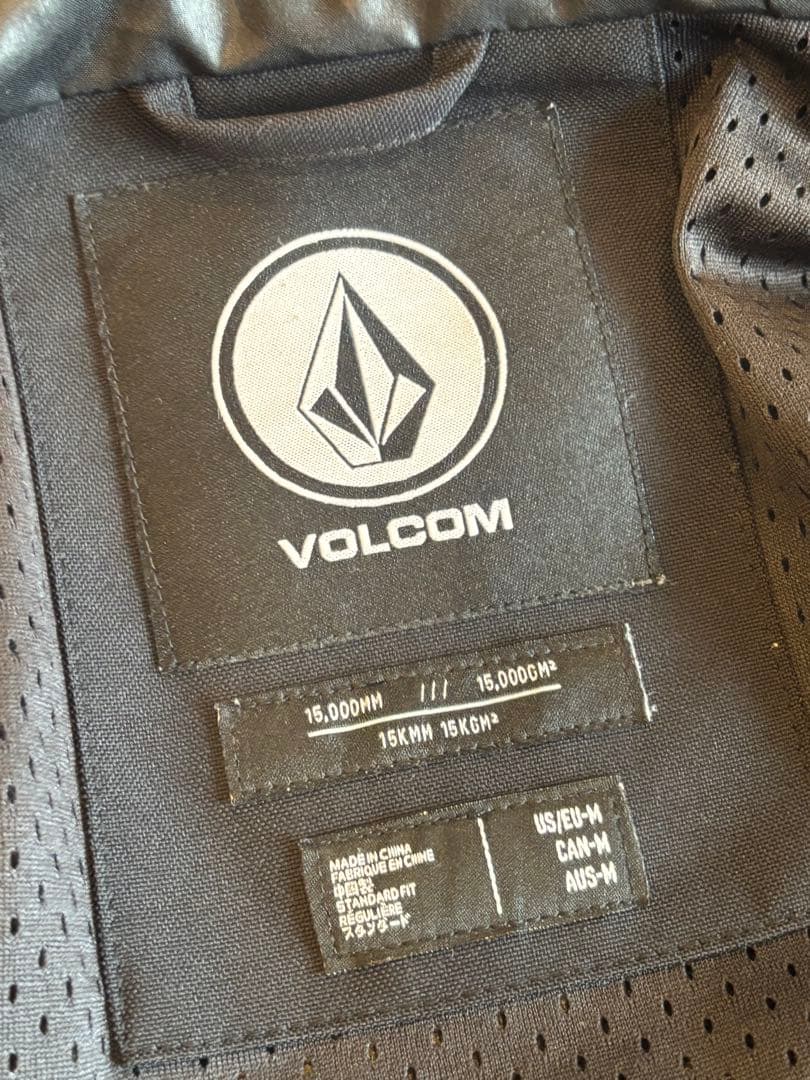 VOLCOM
15,000MM /// 15,000GM²
15KMM 15KGM²
MADE IN CHINA
FABRIQUE EN CHINE
中国製
STANDARD FIT
RÉGULIÈRE
スタンダード
US/EU-M
CAN-M
AUS-M